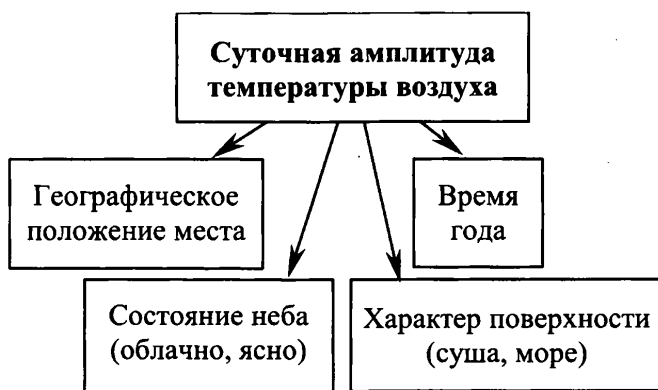 Суточная амплитуда
температуры воздуха
Географическое
положение места
Время
года
Состояние неба
(облачно, ясно)
Характер поверхности
(суша, море)